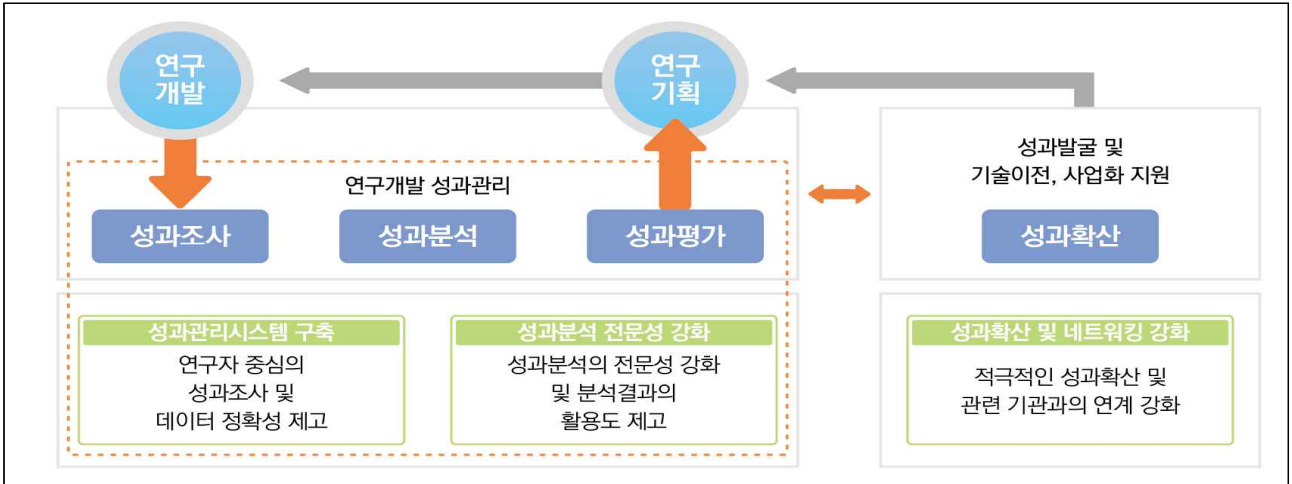 연구
개발
연구
기획
연구개발 성과관리
성과조사
성과분석
성과평가
성과발굴 및
기술이전, 사업화 지원
성과확산
성과관리시스템 구축
연구자 중심의
성과조사 및
데이터 정확성 제고
성과분석 전문성 강화
성과분석의 전문성 강화
및 분석결과의
활용도 제고
성과확산 및 네트워킹 강화
적극적인 성과확산 및
관련 기관과의 연계 강화